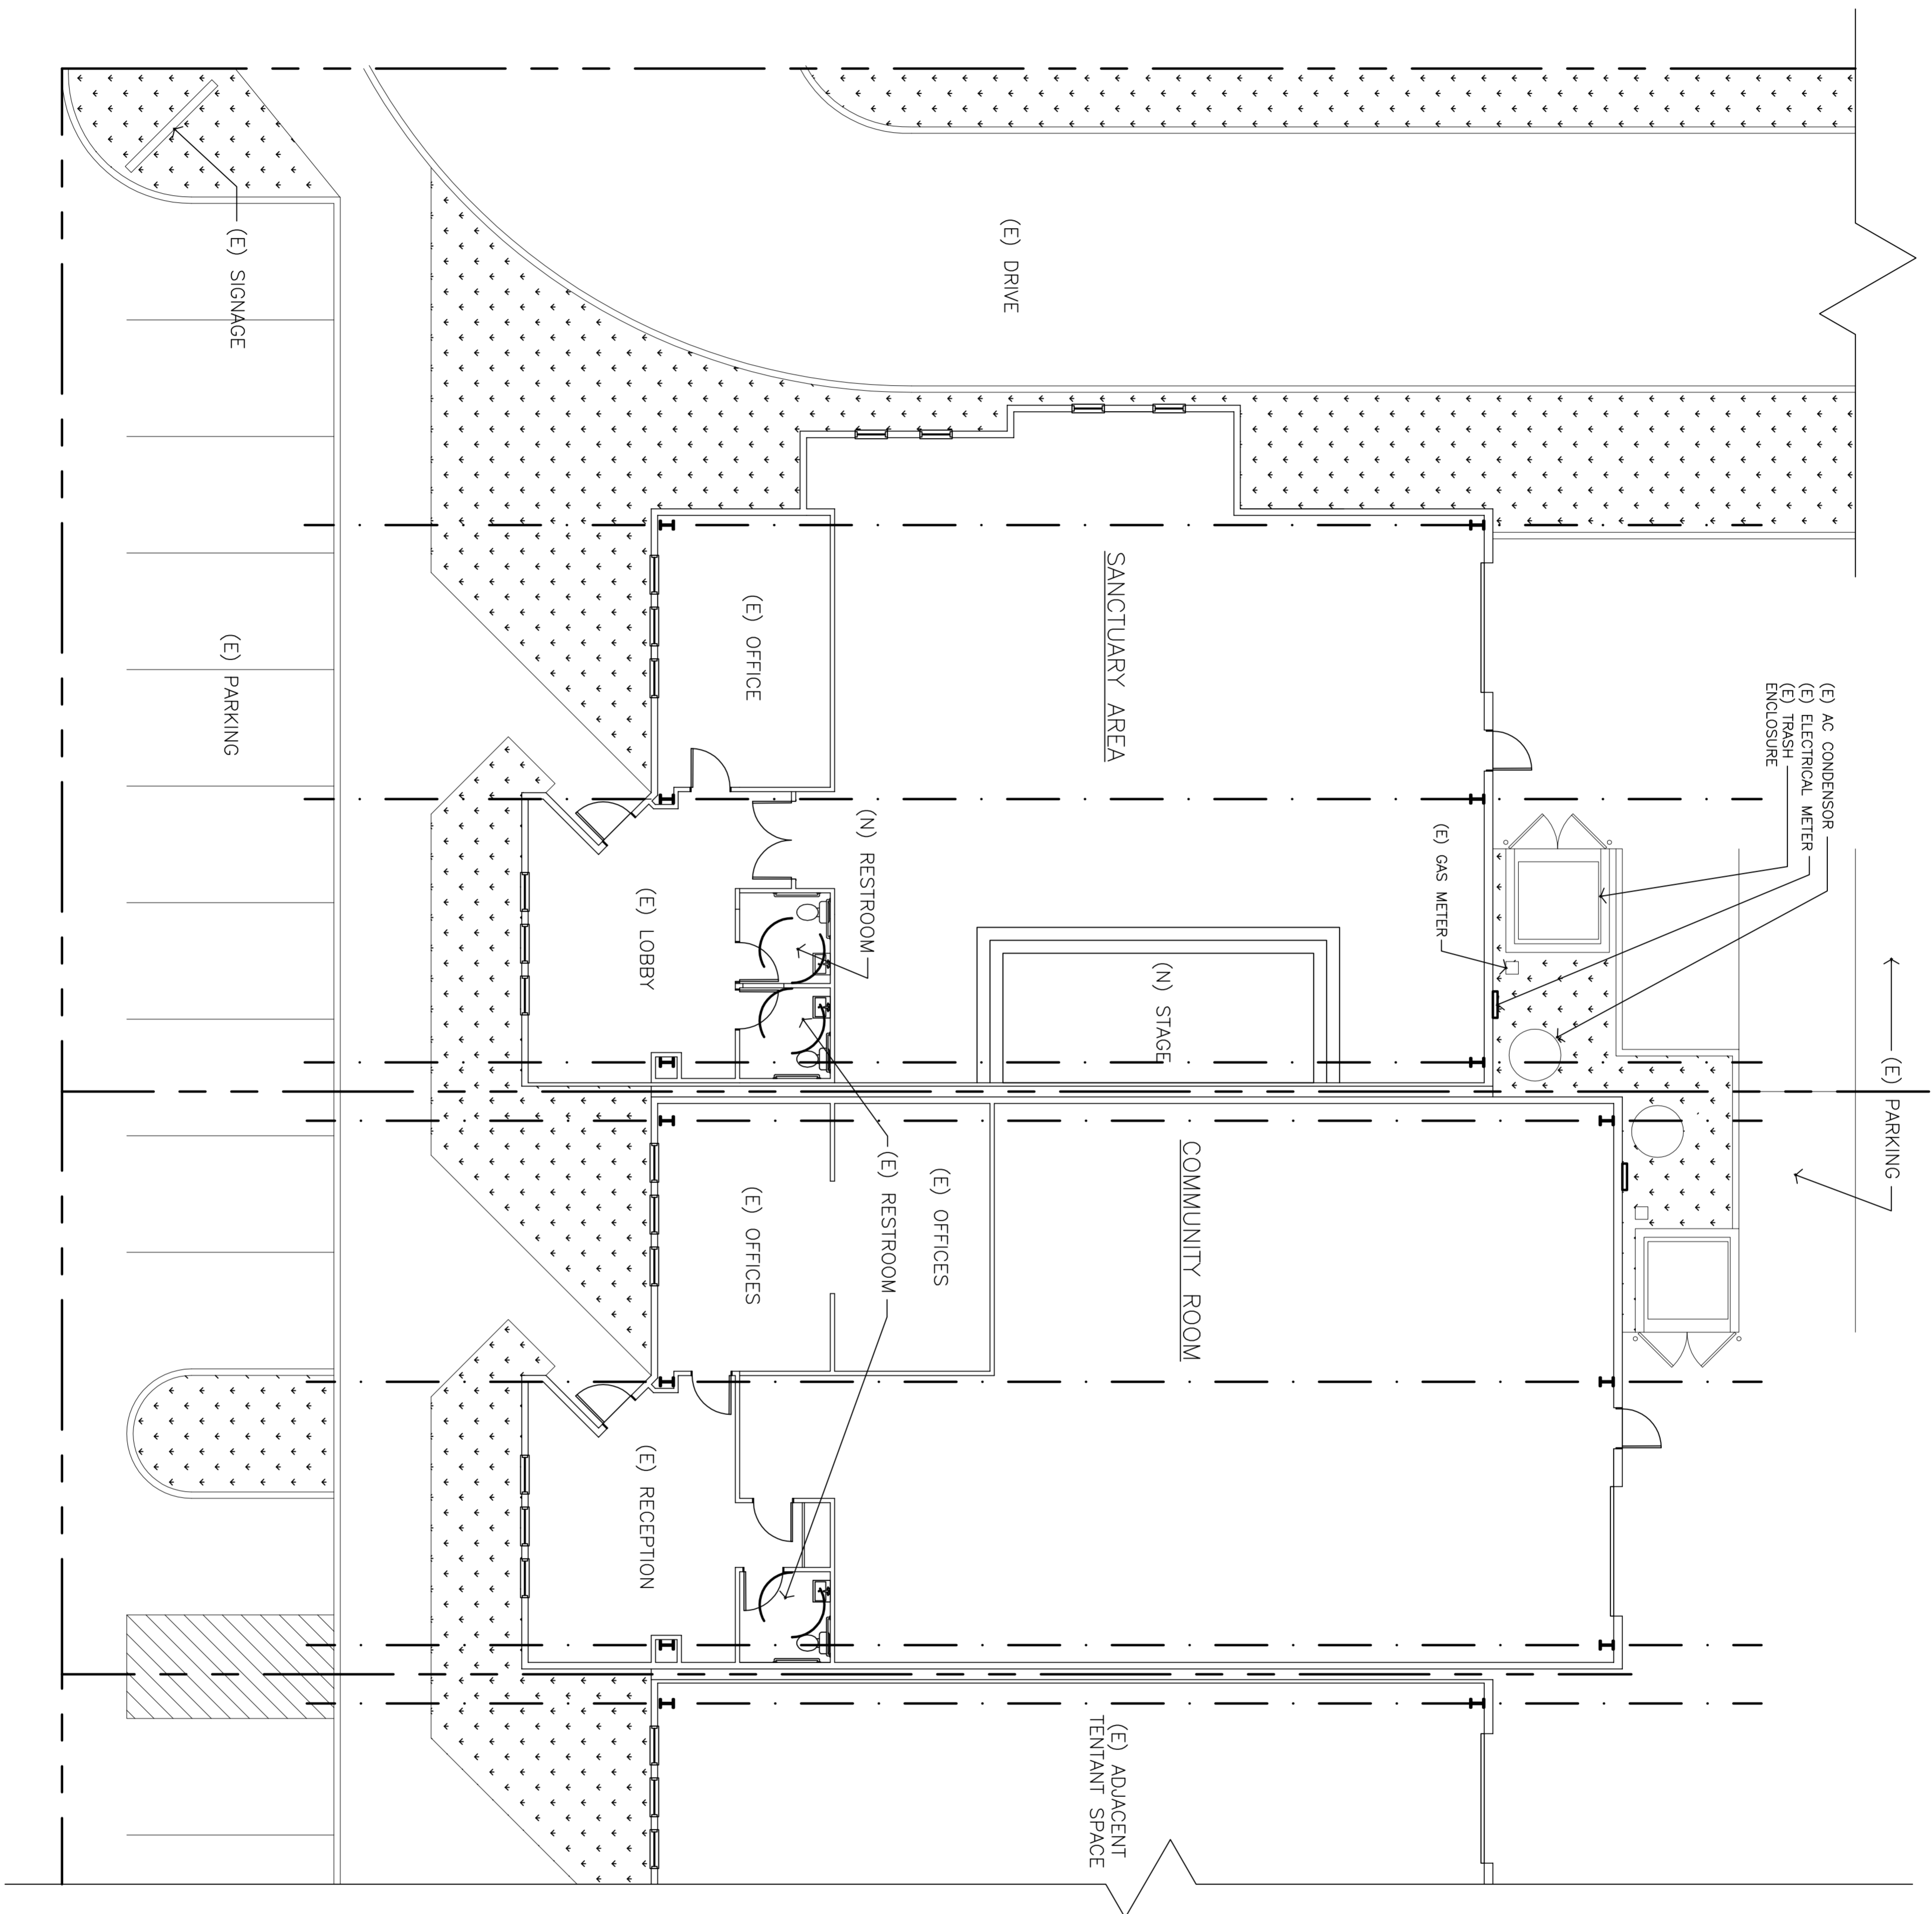 (E) AC CONDENSOR
(E) ELECTRICAL METER
(E) TRASH
ENCLOSURE
(E) PARKING
(E) GAS METER
(E) DRIVE
SANCTUARY AREA
(N) STAGE
(N) RESTROOM
(E) OFFICE
(E) LOBBY
(E) SIGNAGE
(E) PARKING
COMMUNITY ROOM
(E) OFFICES
(E) RESTROOM
(E) OFFICES
(E) RECEPTION
(E) ADJACENT
TENTANT SPACE